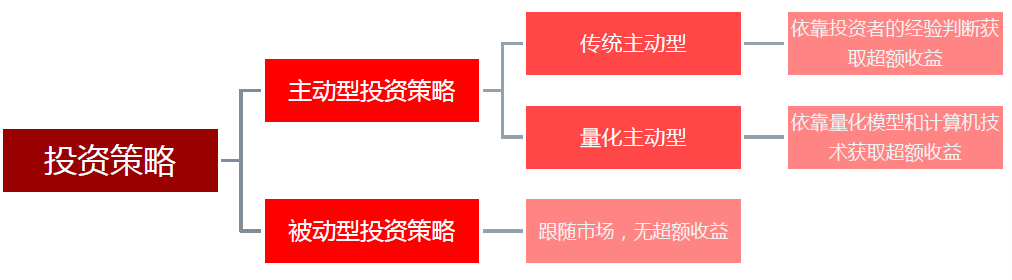 投资策略
主动型投资策略
传统主动型
依靠投资者的经验判断获
取超额收益
量化主动型
依靠量化模型和计算机技
术获取超额收益
被动型投资策略
跟随市场，无超额收益